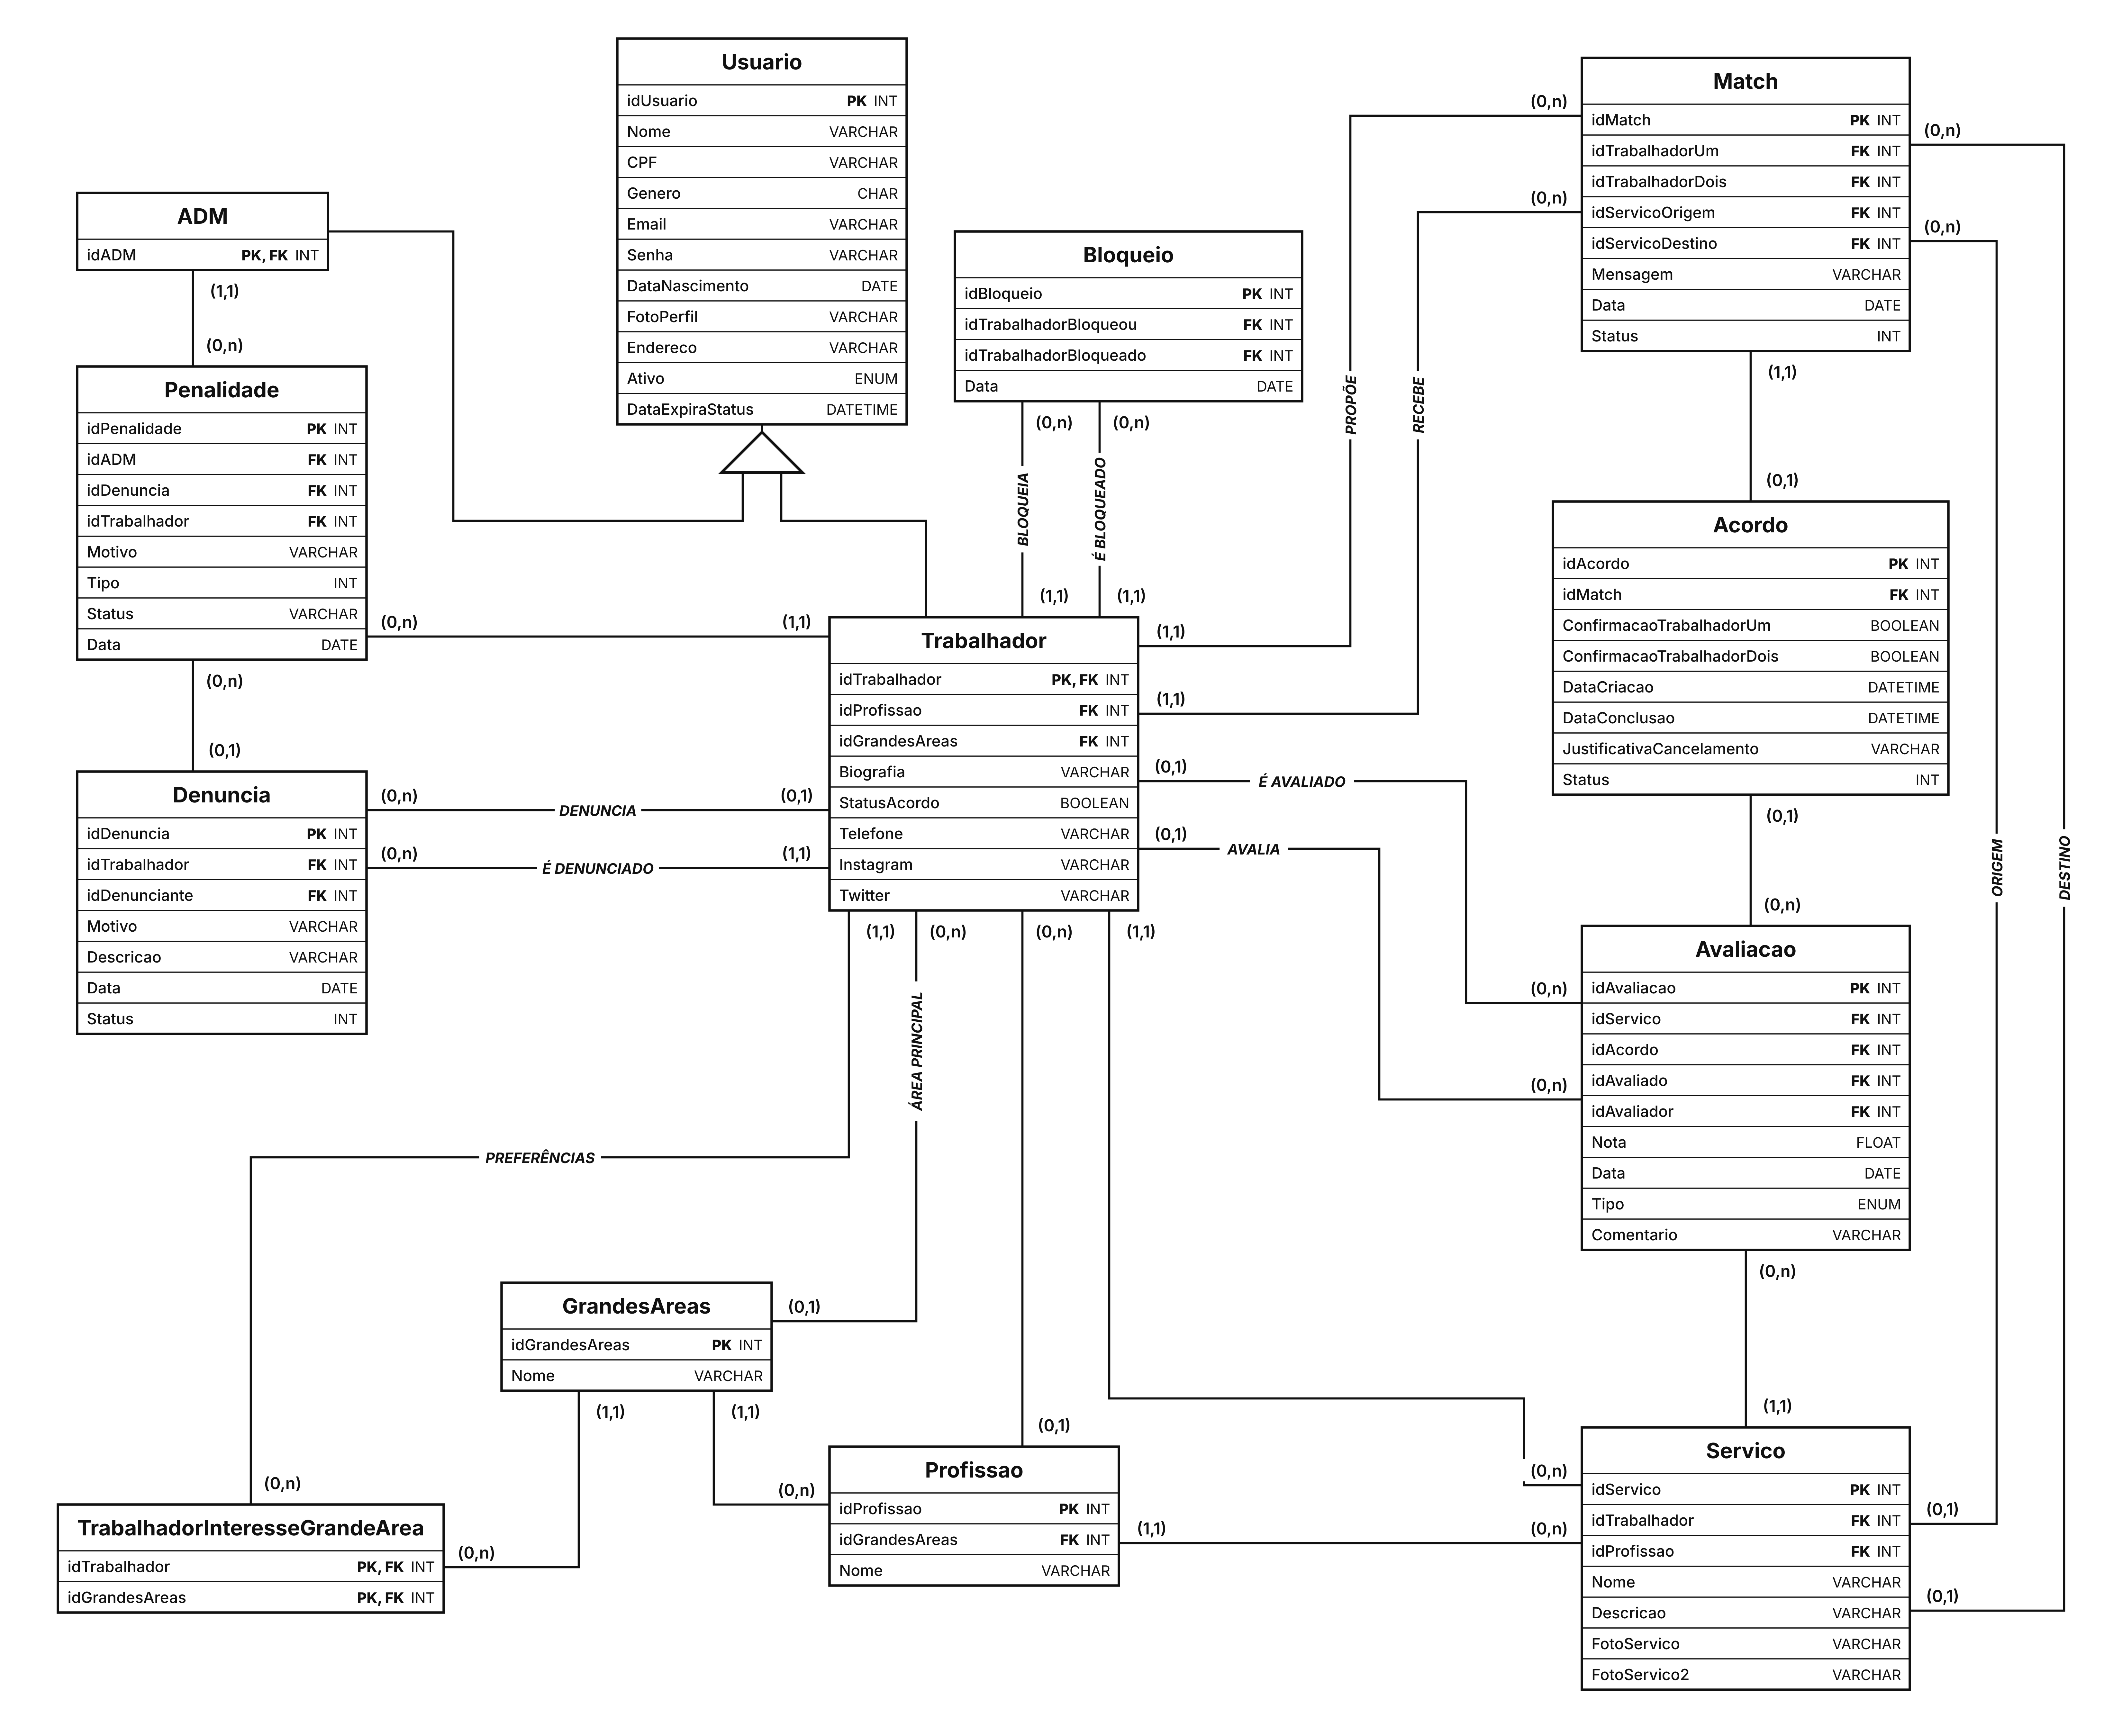 Usuario
idUsuario PK INT
Nome VARCHAR
CPF VARCHAR
Genero CHAR
Email VARCHAR
Senha VARCHAR
DataNascimento DATE
FotoPerfil VARCHAR
Endereco VARCHAR
Ativo ENUM
DataExpiraStatus DATETIME
ADM
idADM PK, FK INT
(1,1)
(0,n)
Penalidade
idPenalidade PK INT
idADM FK INT
idDenuncia FK INT
idTrabalhador FK INT
Motivo VARCHAR
Tipo INT
Status VARCHAR
Data DATE
(0,n)
(1,1)
(0,n)
(0,1)
Denuncia
idDenuncia PK INT
idTrabalhador FK INT
idDenunciante FK INT
Motivo VARCHAR
Descricao VARCHAR
Data DATE
Status INT
(0,n) DENUNCIA (0,1)
(0,n) É DENUNCIADO (1,1)
Bloqueio
idBloqueio PK INT
idTrabalhadorBloqueou FK INT
idTrabalhadorBloqueado FK INT
Data DATE
(0,n) (0,n)
BLOQUEIA
É BLOQUEADO
(1,1) (1,1)
Trabalhador
idTrabalhador PK, FK INT
idProfissao FK INT
idGrandesAreas FK INT
Biografia VARCHAR
StatusAcordo BOOLEAN
Telefone VARCHAR
Instagram VARCHAR
Twitter VARCHAR
(1,1)
PROPÕE
(0,n)
(1,1)
RECEBE
(0,n)
(0,1) É AVALIADO
(0,n)
(0,1) AVALIA
(0,n)
(1,1) (0,n) (0,n) (1,1)
ÁREA PRINCIPAL
PREFERÊNCIAS
Match
idMatch PK INT
idTrabalhadorUm FK INT
idTrabalhadorDois FK INT
idServicoOrigem FK INT
idServicoDestino FK INT
Mensagem VARCHAR
Data DATE
Status INT
(0,n)
(0,n)
(1,1)
(0,1)
Acordo
idAcordo PK INT
idMatch FK INT
ConfirmacaoTrabalhadorUm BOOLEAN
ConfirmacaoTrabalhadorDois BOOLEAN
DataCriacao DATETIME
DataConclusao DATETIME
JustificativaCancelamento VARCHAR
Status INT
(0,1)
ORIGEM
DESTINO
(0,n)
Avaliacao
idAvaliacao PK INT
idServico FK INT
idAcordo FK INT
idAvaliado FK INT
idAvaliador FK INT
Nota FLOAT
Data DATE
Tipo ENUM
Comentario VARCHAR
(0,n)
(1,1)
GrandesAreas
idGrandesAreas PK INT
Nome VARCHAR
(0,1)
(1,1) (1,1)
(0,n)
TrabalhadorInteresseGrandeArea
idTrabalhador PK, FK INT
idGrandesAreas PK, FK INT
(0,n)
(0,n)
(0,1)
Profissao
idProfissao PK INT
idGrandesAreas FK INT
Nome VARCHAR
(1,1)
(0,n)
(0,n)
Servico
idServico PK INT
idTrabalhador FK INT
idProfissao FK INT
Nome VARCHAR
Descricao VARCHAR
FotoServico VARCHAR
FotoServico2 VARCHAR
(0,1)
(0,1)